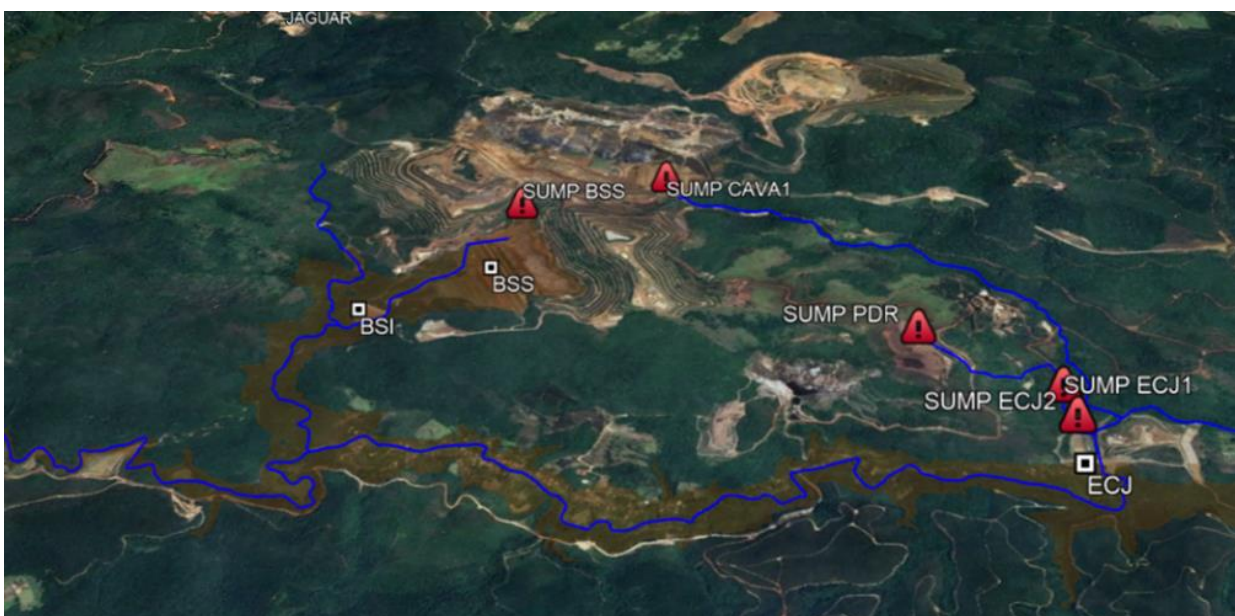 JAGUAR
SUMP BSS
SUMP CAVA1
BSS
BSI
SUMP PDR
SUMP ECJ1
SUMP ECJ2
ECJ